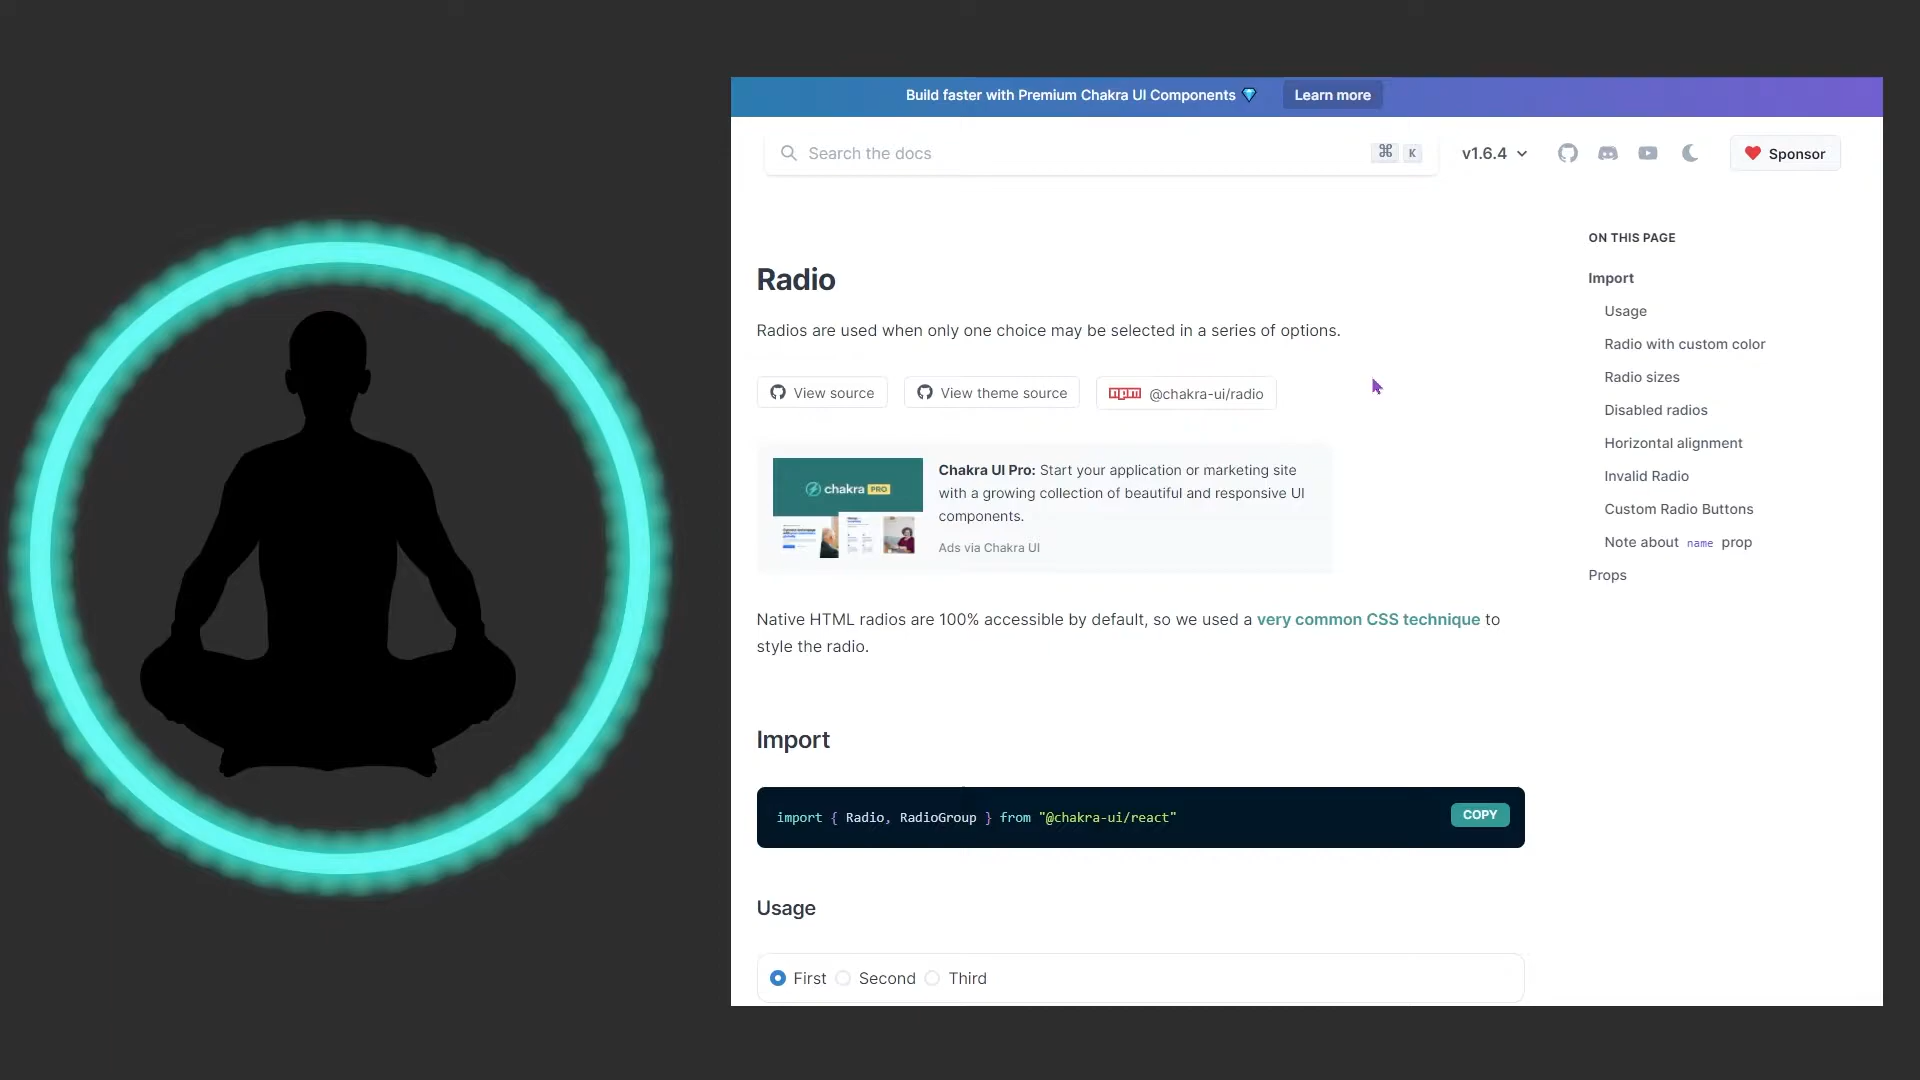 Build faster with Premium Chakra UI Components 💎 Learn more
Search the docs ⌘ K v1.6.4 Sponsor
ON THIS PAGE
Import
Usage
Radio with custom color
Radio sizes
Disabled radios
Horizontal alignment
Invalid Radio
Custom Radio Buttons
Note about name prop
Props
Radio
Radios are used when only one choice may be selected in a series of options.
View source View theme source npm @chakra-ui/radio
chakra PRO
Chakra UI Pro: Start your application or marketing site
with a growing collection of beautiful and responsive UI
components.
Ads via Chakra UI
Native HTML radios are 100% accessible by default, so we used a very common CSS technique to
style the radio.
Import
import { Radio, RadioGroup } from "@chakra-ui/react" COPY
Usage
First Second Third